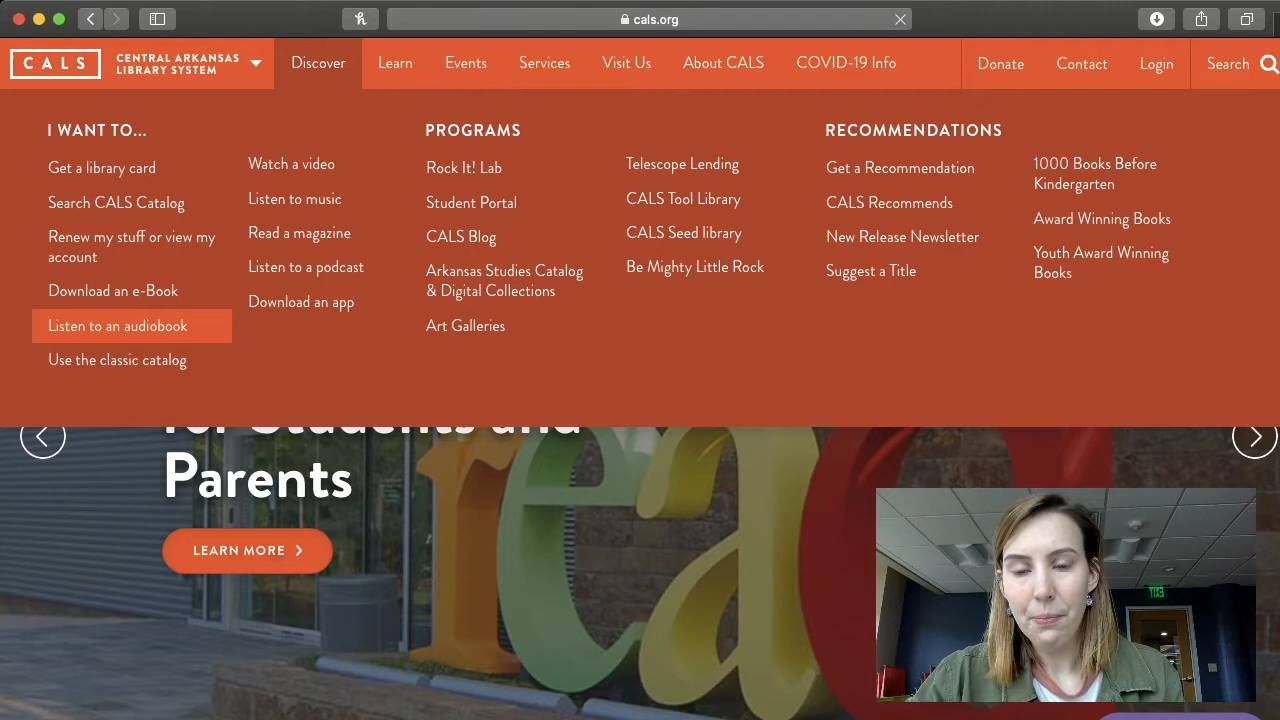 cals.org
CALS
CENTRAL ARKANSAS
LIBRARY SYSTEM
Discover
Learn
Events
Services
Visit Us
About CALS
COVID-19 Info
Donate
Contact
Login
Search
I WANT TO...
Get a library card
Search CALS Catalog
Renew my stuff or view my
account
Download an e-Book
Listen to an audiobook
Use the classic catalog
Watch a video
Listen to music
Read a magazine
Listen to a podcast
Download an app
PROGRAMS
Rock It! Lab
Student Portal
CALS Blog
Arkansas Studies Catalog
& Digital Collections
Art Galleries
Telescope Lending
CALS Tool Library
CALS Seed library
Be Mighty Little Rock
RECOMMENDATIONS
Get a Recommendation
CALS Recommends
New Release Newsletter
Suggest a Title
1000 Books Before
Kindergarten
Award Winning Books
Youth Award Winning
Books
for Students and
Parents
LEARN MORE
rea
EXIT